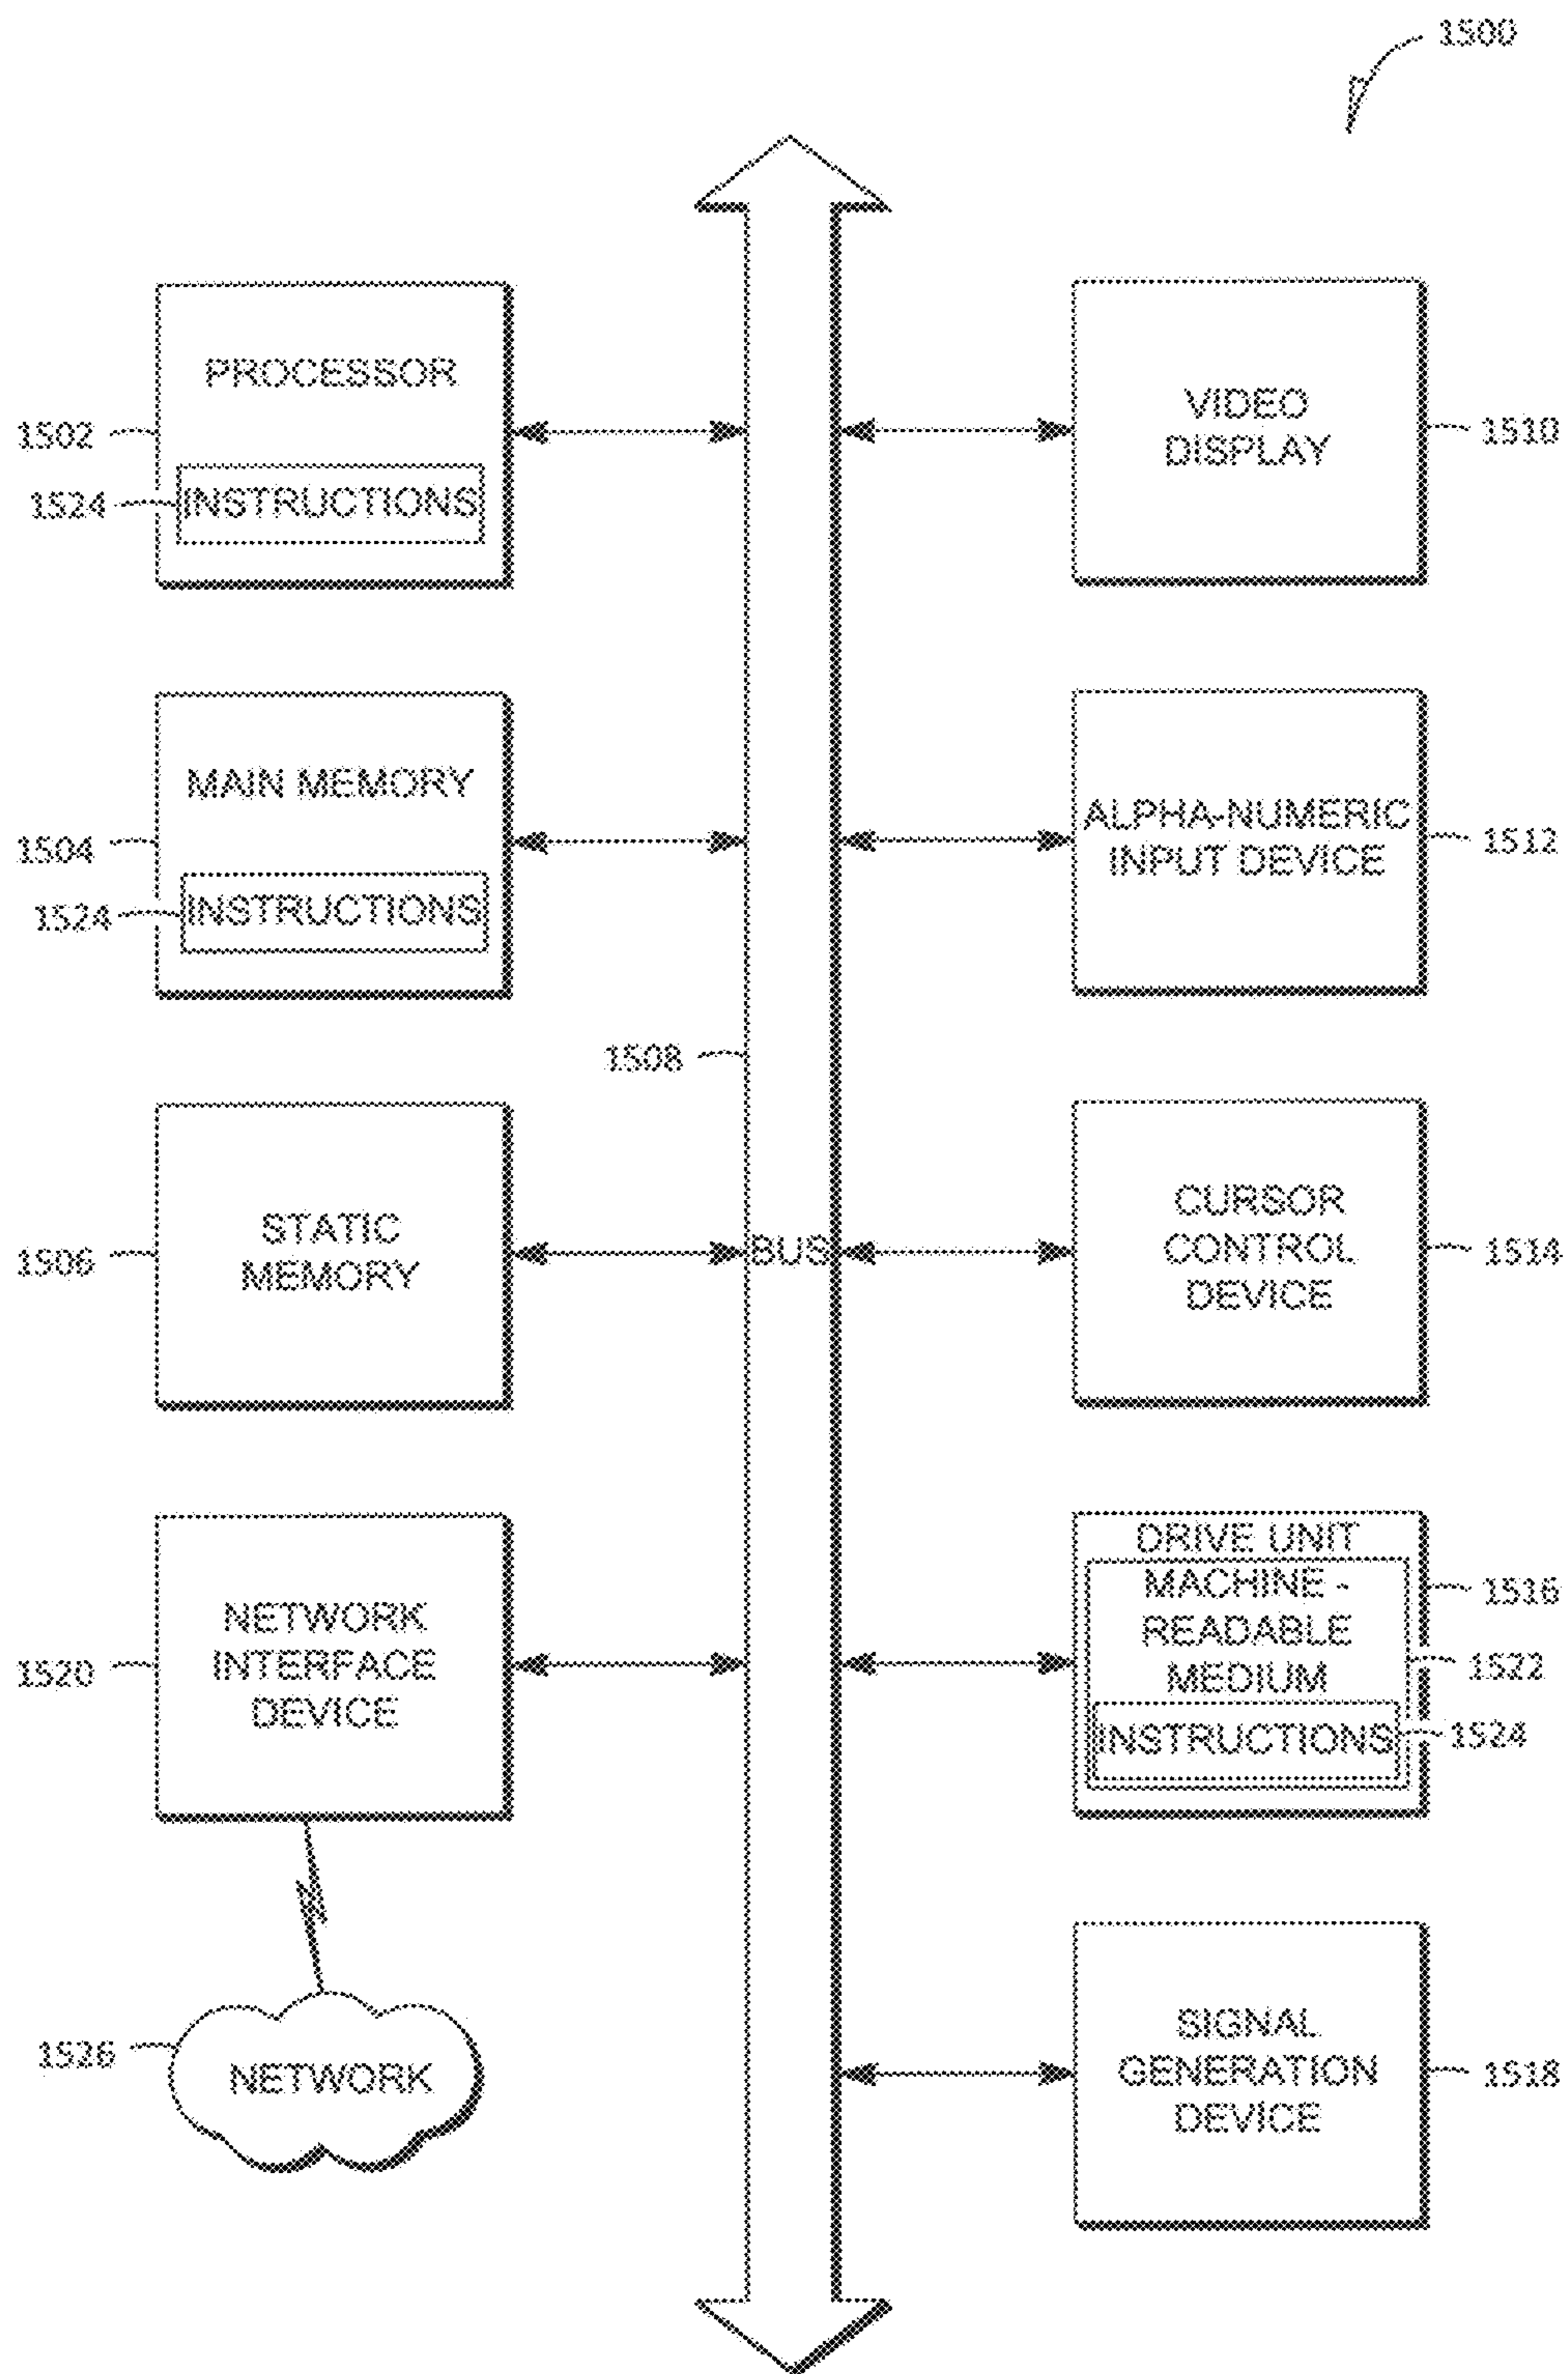 1500
PROCESSOR
1502
1524
INSTRUCTIONS
VIDEO
DISPLAY
1510
MAIN MEMORY
1504
1524
INSTRUCTIONS
ALPHA-NUMERIC
INPUT DEVICE
1512
1508
STATIC
MEMORY
1506
BUS
CURSOR
CONTROL
DEVICE
1514
NETWORK
INTERFACE
DEVICE
1520
DRIVE UNIT
MACHINE -
READABLE
MEDIUM
INSTRUCTIONS
1516
1522
1524
1526
NETWORK
SIGNAL
GENERATION
DEVICE
1518